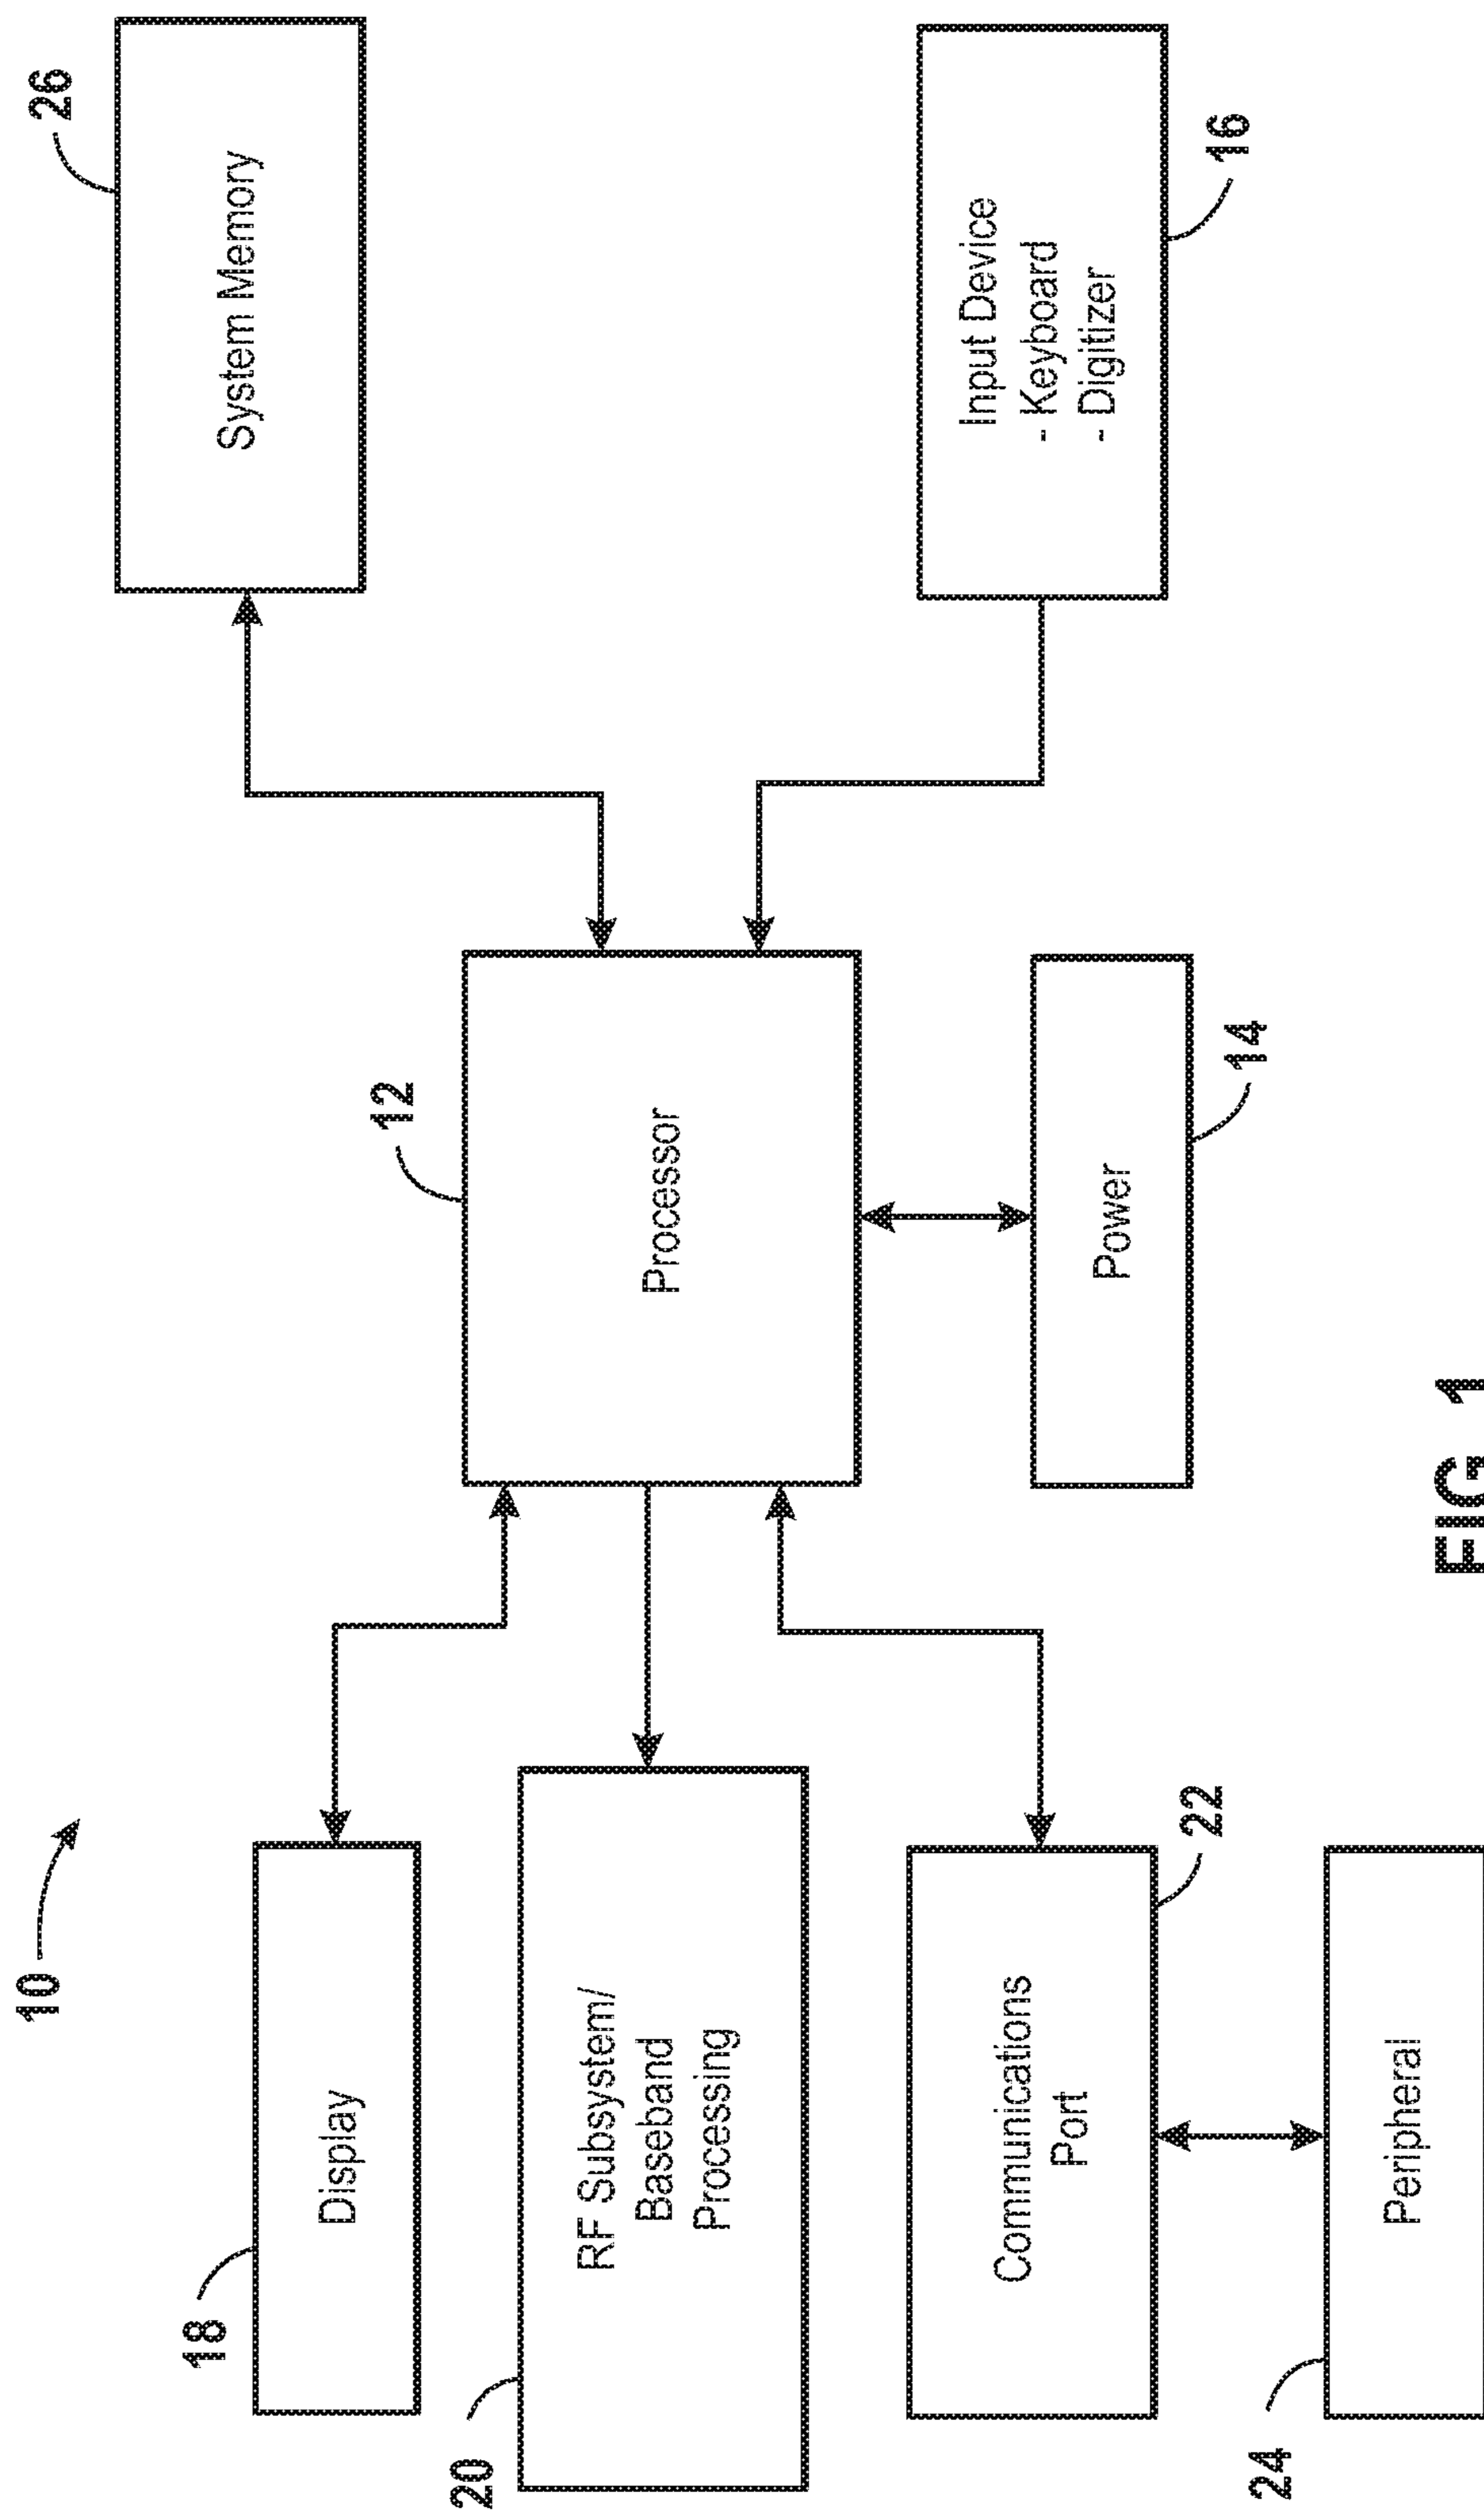 10
18
Display
20
RF Subsystem/
Baseband
Processing
Communications
Port
22
24
Peripheral
12
Processor
Power
14
26
System Memory
Input Device
- Keyboard
- Digitizer
16
FIG. 1